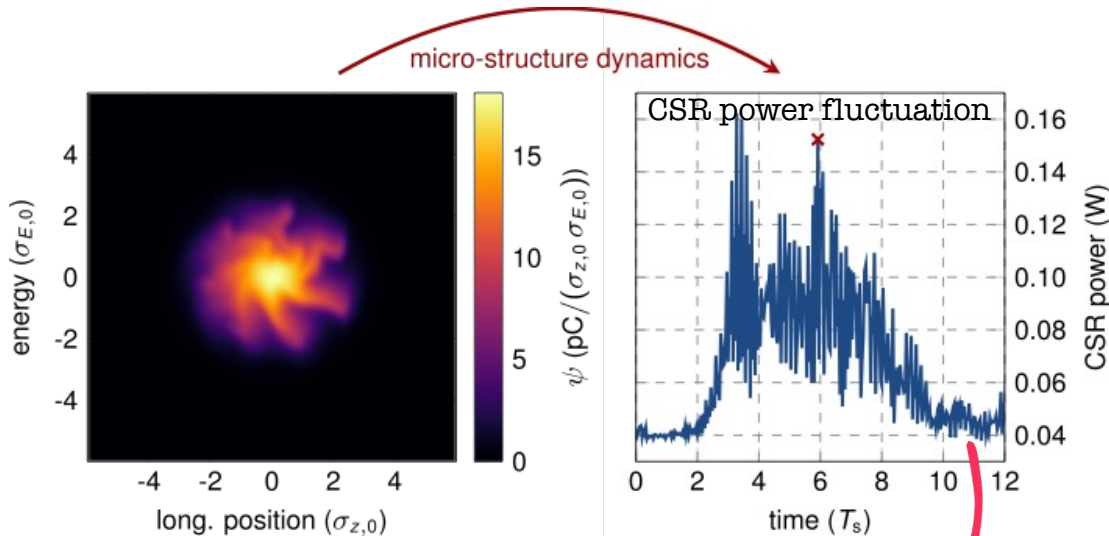 micro-structure dynamics
energy (σE,0)
4
2
0
-2
-4
-4 -2 0 2 4
long. position (σz,0)
15
10
5
0
ψ (pC/(σz,0 σE,0))
CSR power fluctuation
0.16
0.14
0.12
0.10
0.08
0.06
0.04
CSR power (W)
0 2 4 6 8 10 12
time (Ts)